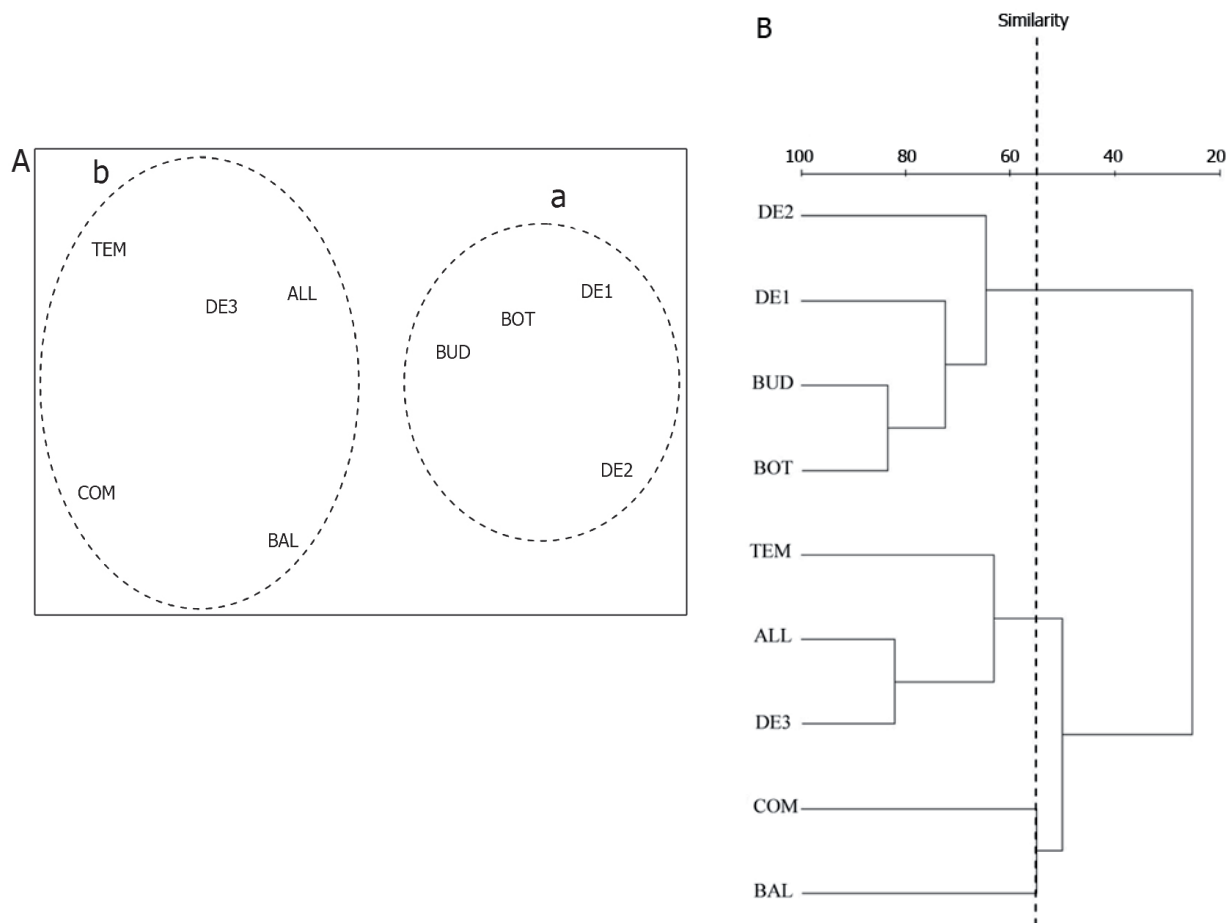 A
b
a
TEM
DE3
ALL
DE1
BOT
BUD
DE2
COM
BAL
B
Similarity
100 80 60 40 20
DE2
DE1
BUD
BOT
TEM
ALL
DE3
COM
BAL